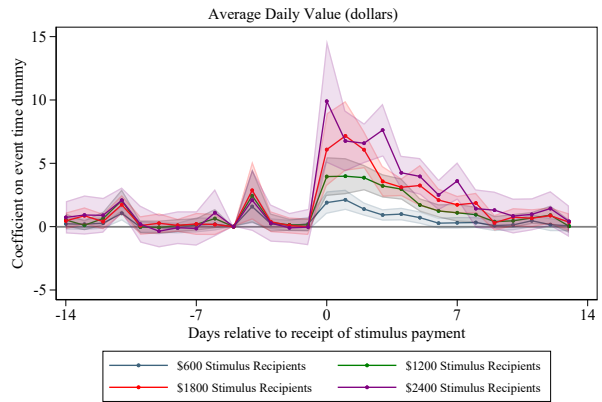 Average Daily Value (dollars)
Coefficient on event time dummy
15
10
5
0
-5
-14
-7
0
7
14
Days relative to receipt of stimulus payment
$600 Stimulus Recipients
$1200 Stimulus Recipients
$1800 Stimulus Recipients
$2400 Stimulus Recipients